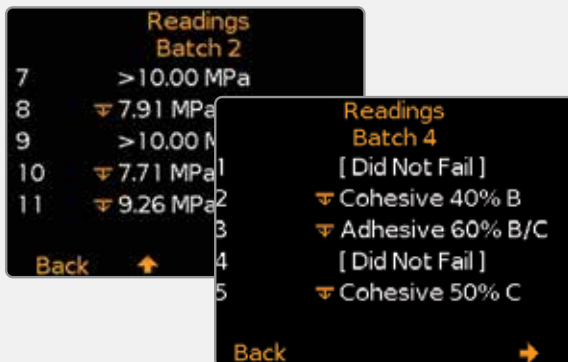 Readings
Batch 2
7 >10.00 MPa
8 7.91 MPa
9 >10.00 M
10 7.71 MPa
11 9.26 MPa
Back
Readings
Batch 4
1 [ Did Not Fail ]
2 Cohesive 40% B
3 Adhesive 60% B/C
4 [ Did Not Fail ]
5 Cohesive 50% C
Back